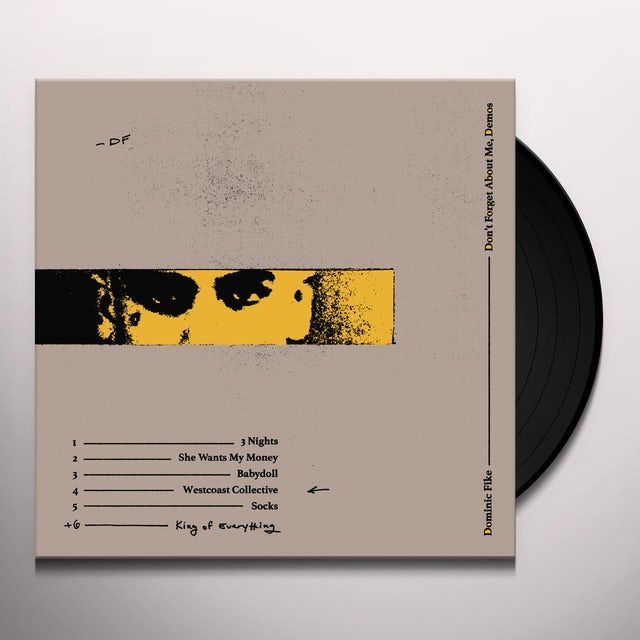 – DF
Don't Forget About Me, Demos
Dominic Fike
1 3 Nights
2 She Wants My Money
3 Babydoll
4 Westcoast Collective ←
5 Socks
+6 King of Everything